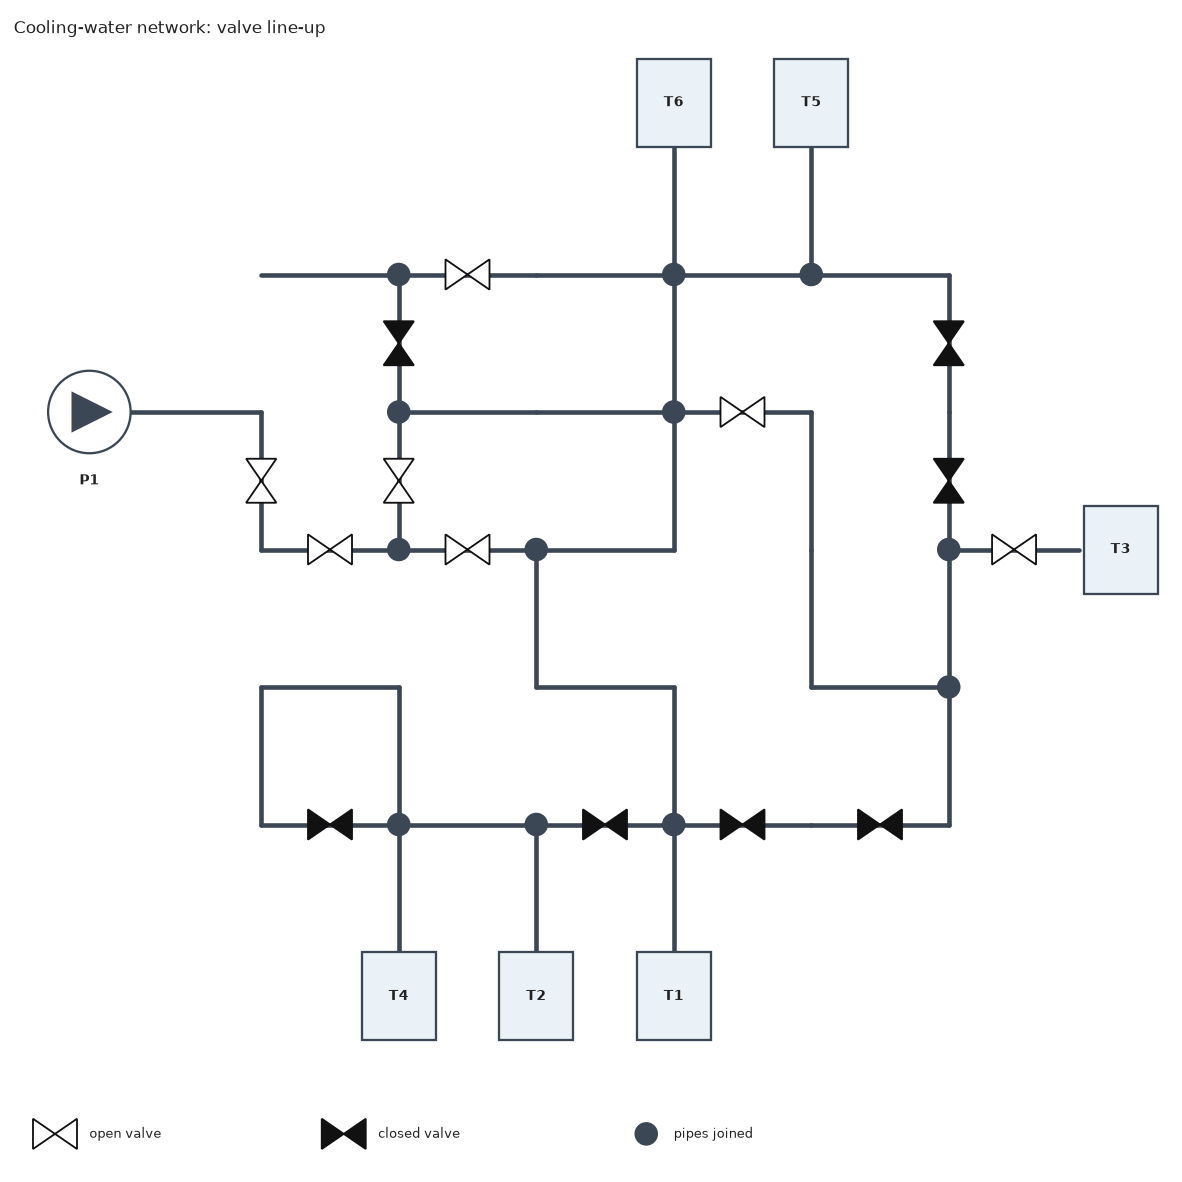 Cooling-water network: valve line-up
T6
T5
P1
T3
T4
T2
T1
open valve
closed valve
pipes joined